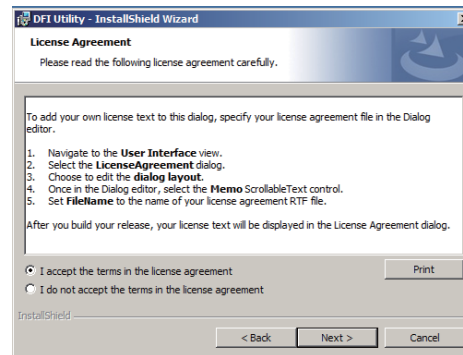 DFI Utility - InstallShield Wizard
License Agreement
Please read the following license agreement carefully.
To add your own license text to this dialog, specify your license agreement file in the Dialog
editor.
1. Navigate to the User Interface view.
2. Select the LicenseAgreement dialog.
3. Choose to edit the dialog layout.
4. Once in the Dialog editor, select the Memo ScrollableText control.
5. Set FileName to the name of your license agreement RTF file.
After you build your release, your license text will be displayed in the License Agreement dialog.
I accept the terms in the license agreement
Print
I do not accept the terms in the license agreement
InstallShield
< Back Next > Cancel